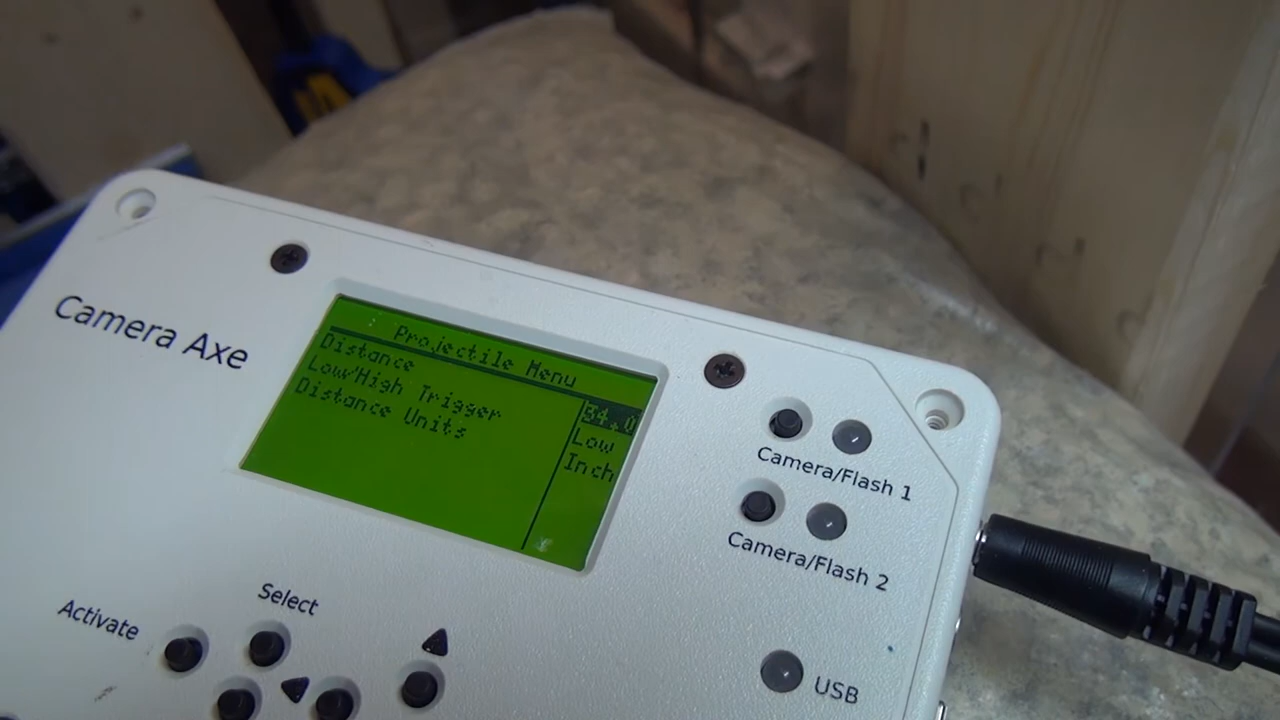 Camera Axe
Projectile Menu
Distance 54.0
Low/High Trigger Low
Distance Units Inch
Camera/Flash 1
Camera/Flash 2
Select
Activate
USB